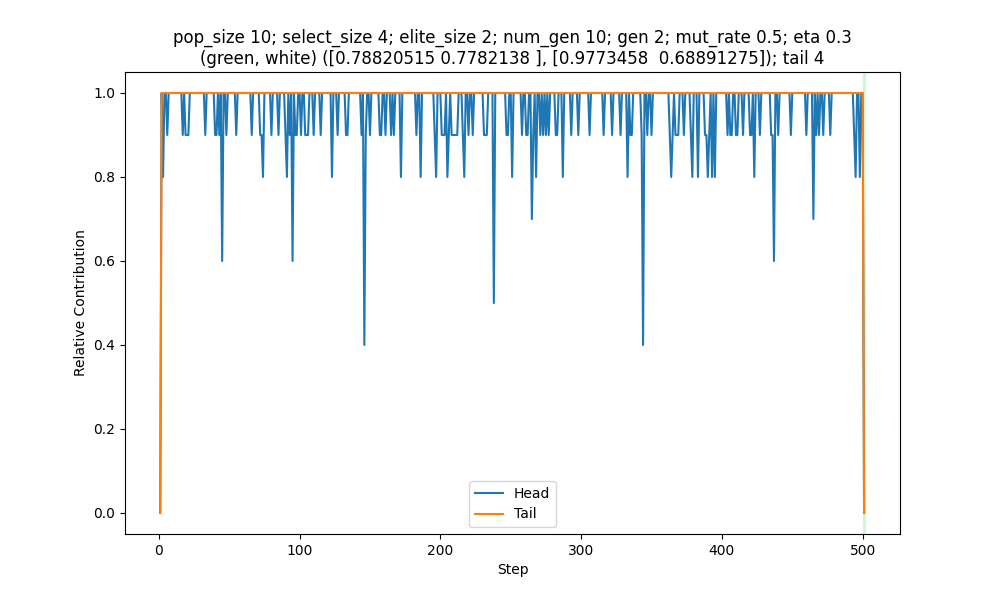 pop_size 10; select_size 4; elite_size 2; num_gen 10; gen 2; mut_rate 0.5; eta 0.3
(green, white) ([0.78820515 0.7782138 ], [0.9773458  0.68891275]); tail 4
1.0
0.8
0.6
0.4
0.2
0.0
Relative Contribution
Head
Tail
0
100
200
300
400
500
Step